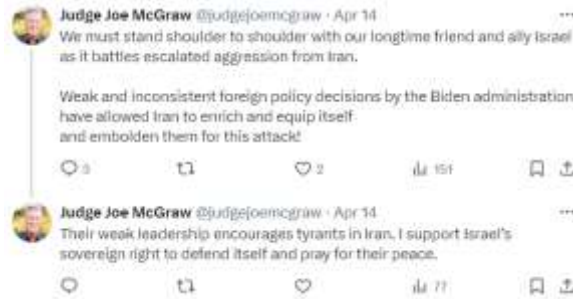 Judge Joe McGraw @judgejoemcgraw · Apr 14
We must stand shoulder to shoulder with our longtime friend and ally Israel
as it battles escalated aggression from Iran.
Weak and inconsistent foreign policy decisions by the Biden administration
have allowed Iran to enrich and equip itself
and embolden them for this attack!
3 2 151
Judge Joe McGraw @judgejoemcgraw · Apr 14
Their weak leadership encourages tyrants in Iran. I support Israel's
sovereign right to defend itself and pray for their peace.
77